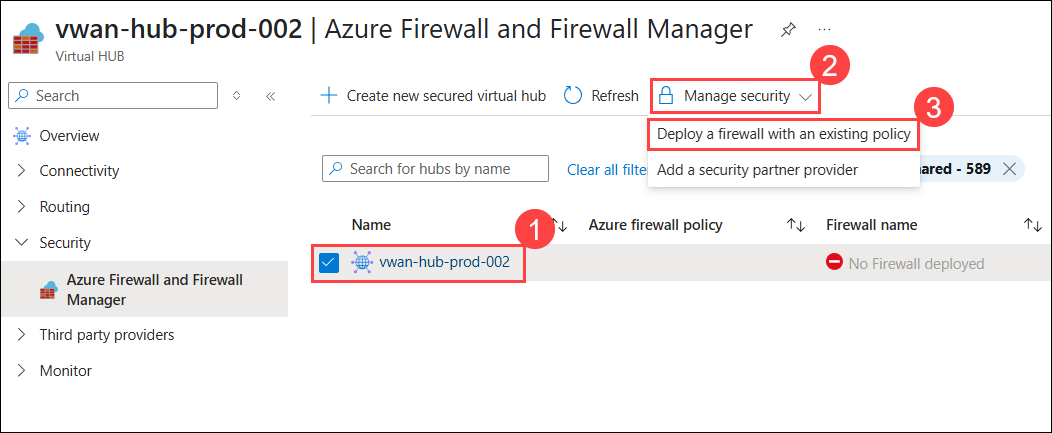 vwan-hub-prod-002 | Azure Firewall and Firewall Manager
Virtual HUB
2
Search
Create new secured virtual hub
Refresh
Manage security
3
Overview
Deploy a firewall with an existing policy
Connectivity
Search for hubs by name
Clear all filte
Add a security partner provider
ared - 589
Routing
1
Name
Azure firewall policy
Firewall name
Security
vwan-hub-prod-002
No Firewall deployed
Azure Firewall and Firewall
Manager
Third party providers
Monitor